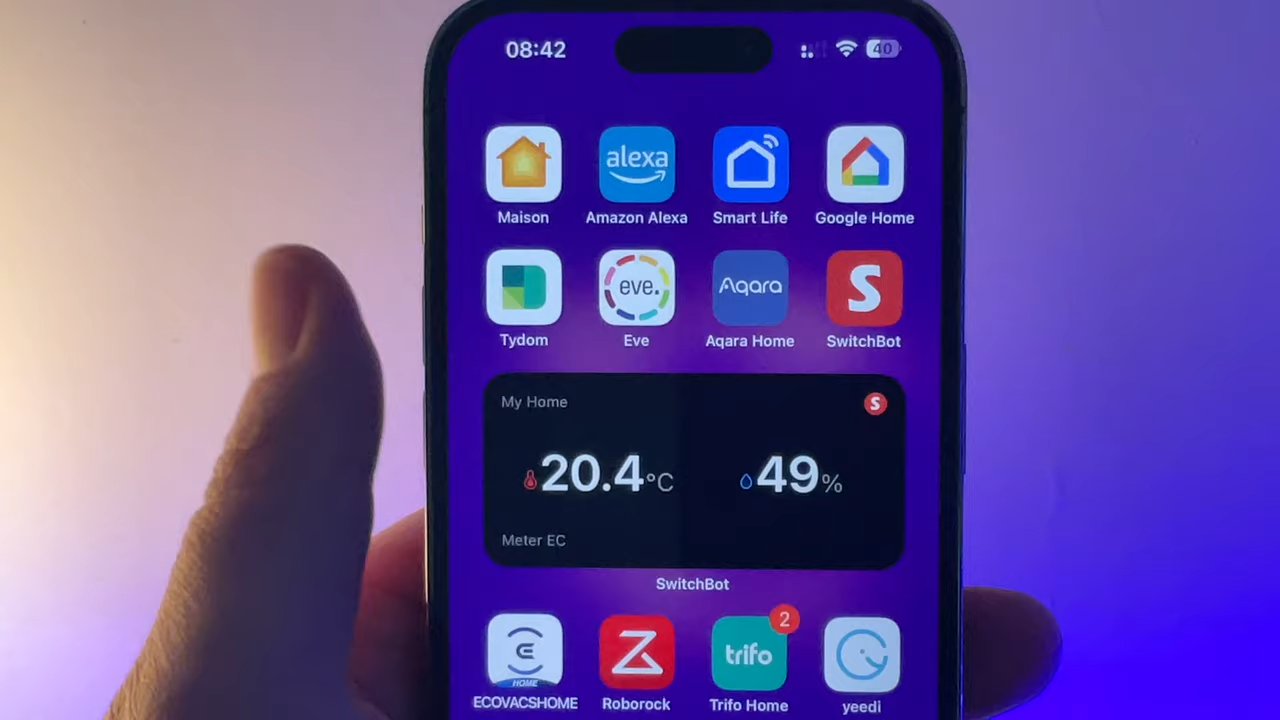 08:42
40
alexa
Maison
Amazon Alexa
Smart Life
Google Home
eve.
Aqara
S
Tydom
Eve
Aqara Home
SwitchBot
My Home
S
20.4°C
49%
Meter EC
SwitchBot
2
HOME
trifo
ECOVACSHOME
Roborock
Trifo Home
yeedi